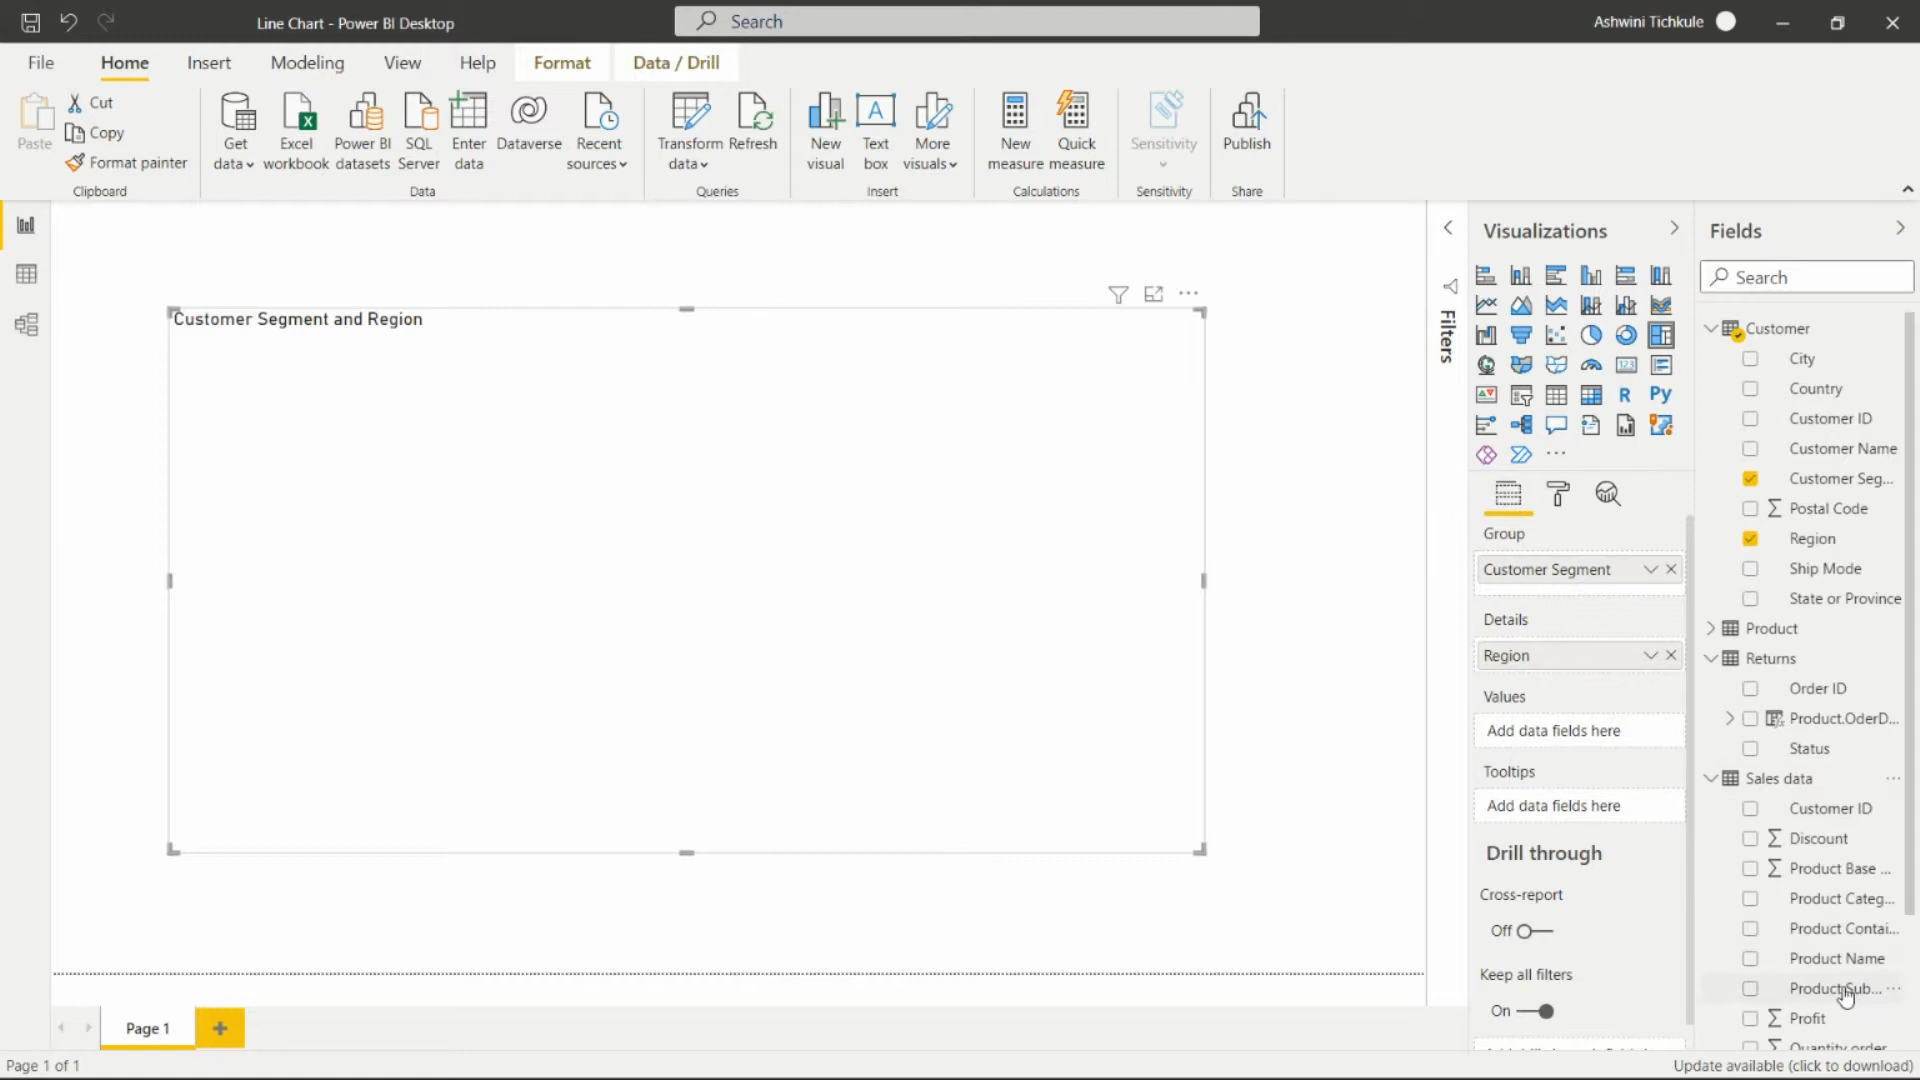 Line Chart - Power BI Desktop
Search
Ashwini Tichkule
File
Home
Insert
Modeling
View
Help
Format
Data / Drill
Paste
Cut
Copy
Format painter
Clipboard
Get
data
Excel
workbook
Power BI
datasets
SQL
Server
Enter
data
Dataverse
Recent
sources
Data
Transform
data
Refresh
Queries
New
visual
A
Text
box
More
visuals
Insert
New
measure
Quick
measure
Calculations
Sensitivity
Sensitivity
Publish
Share
Customer Segment and Region
Filters
Visualizations
123
R
Py
Group
Customer Segment
Details
Region
Values
Add data fields here
Tooltips
Add data fields here
Drill through
Cross-report
Off
Keep all filters
On
Fields
Search
Customer
City
Country
Customer ID
Customer Name
Customer Seg...
Postal Code
Region
Ship Mode
State or Province
Product
Returns
Order ID
Product.OderD...
Status
Sales data
Customer ID
Discount
Product Base ...
Product Categ...
Product Contai...
Product Name
Product Sub...
Profit
Quantity order
Page 1
Page 1 of 1
Update available (click to download)